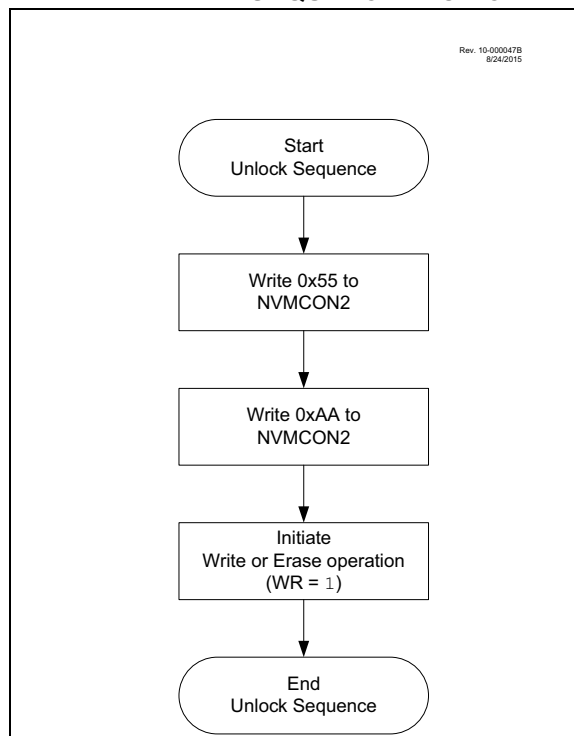 Rev. 10-000047B
8/24/2015
Start
Unlock Sequence
Write 0x55 to
NVMCON2
Write 0xAA to
NVMCON2
Initiate
Write or Erase operation
(WR = 1)
End
Unlock Sequence